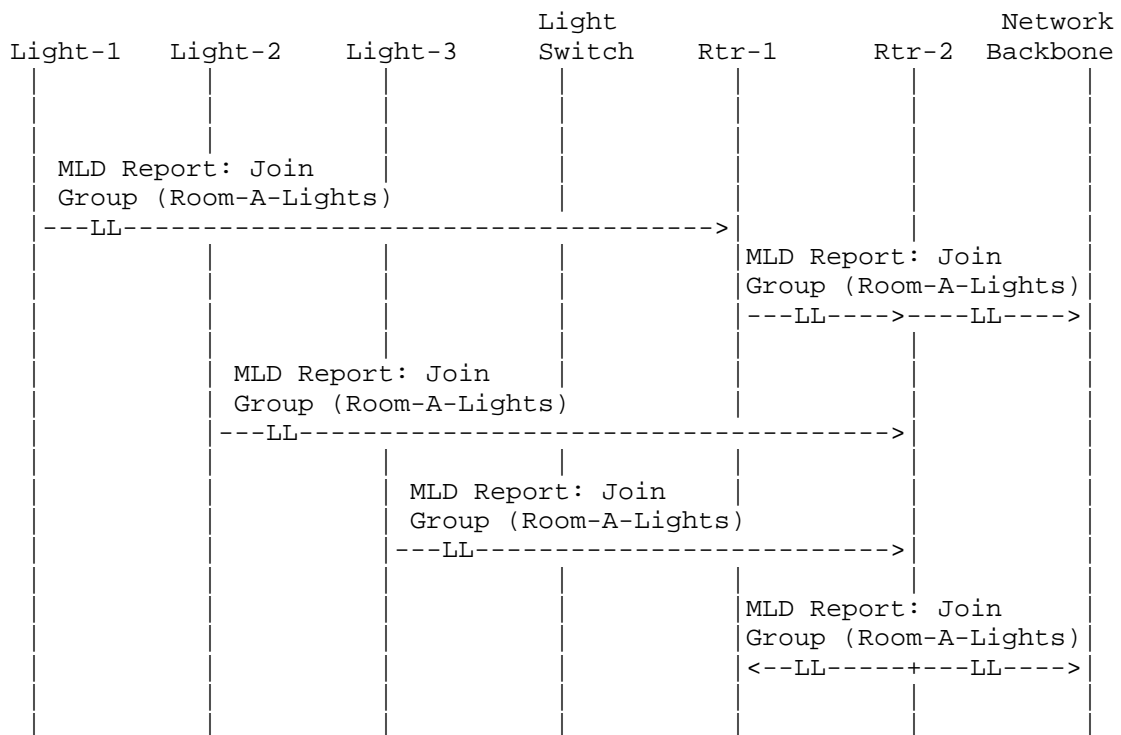 Light Network
Light-1 Light-2 Light-3 Switch Rtr-1 Rtr-2 Backbone
MLD Report: Join
Group (Room-A-Lights)
---LL------------------------------------->
MLD Report: Join
Group (Room-A-Lights)
---LL---->----LL---->
MLD Report: Join
Group (Room-A-Lights)
---LL------------------------------------->
MLD Report: Join
Group (Room-A-Lights)
---LL-------------------------->
MLD Report: Join
Group (Room-A-Lights)
<--LL-----+---LL---->